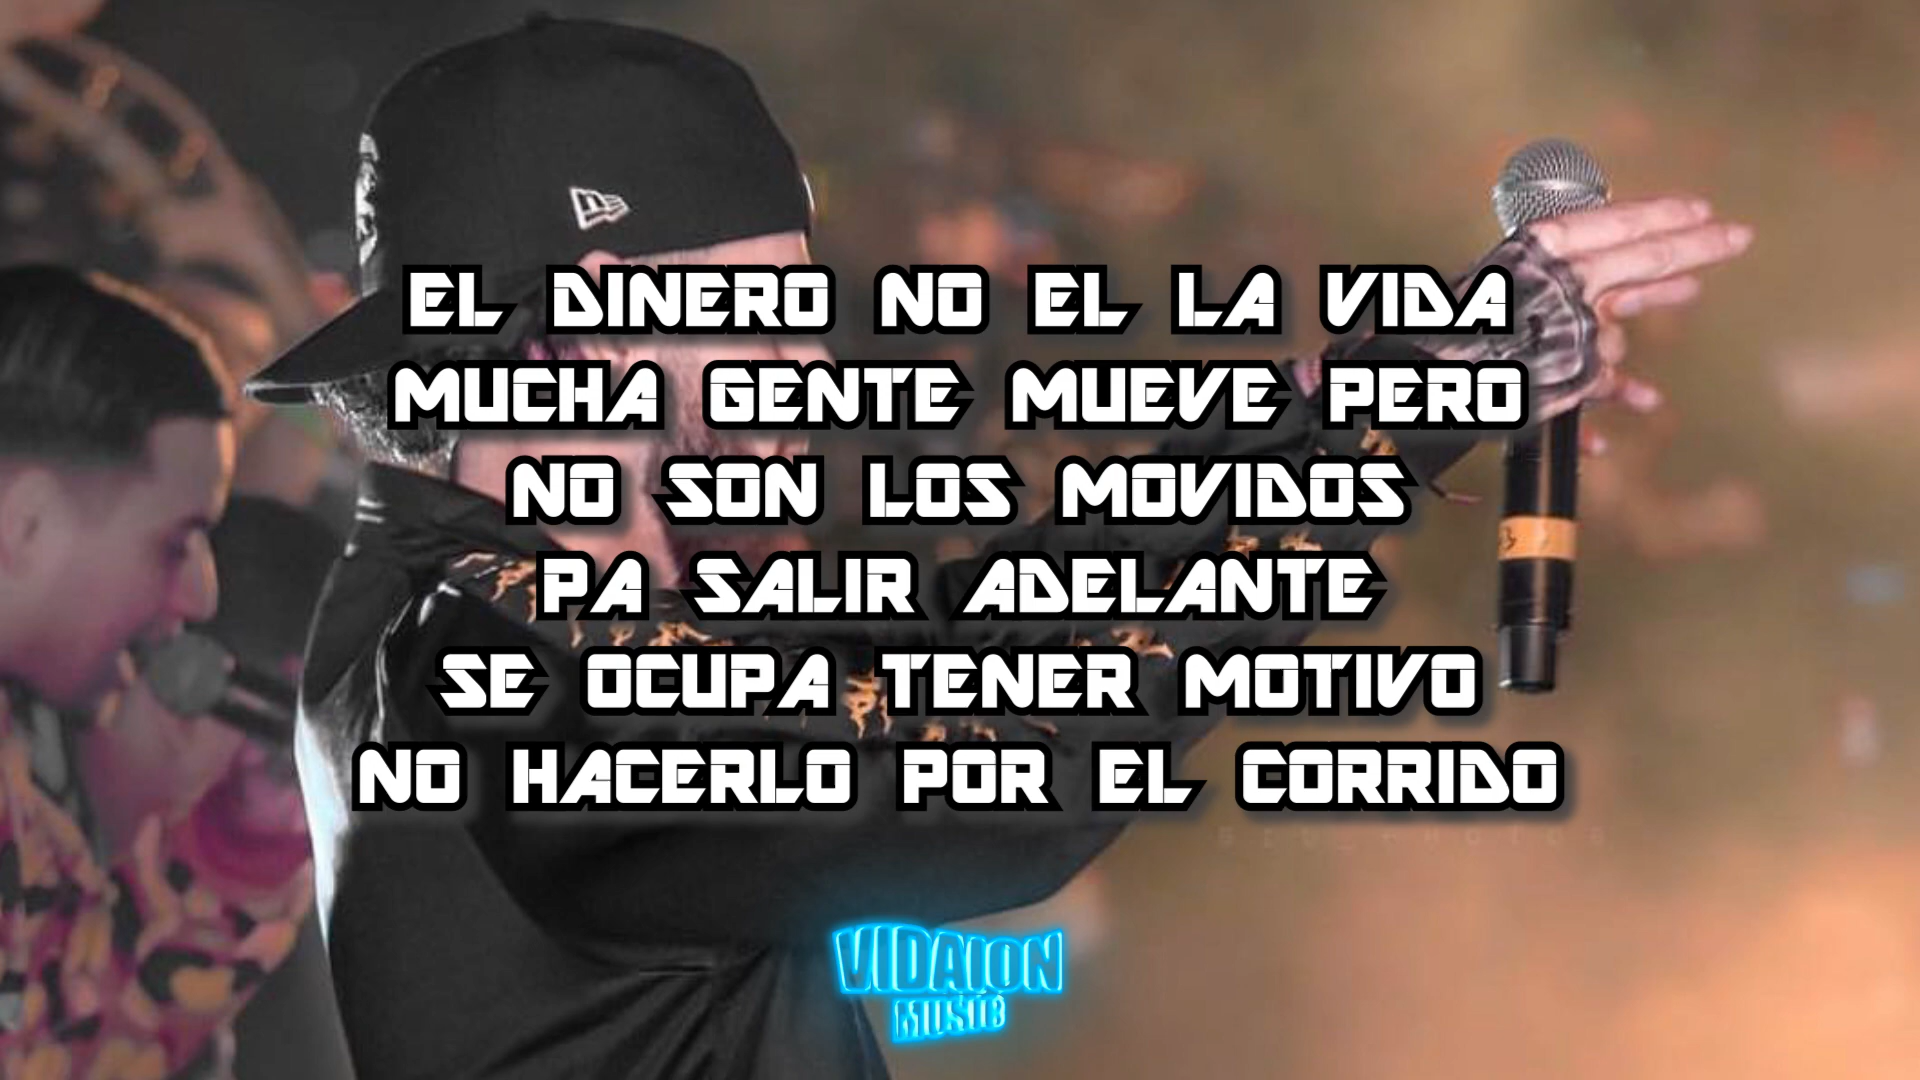 EL DINERO NO EL LA VIDA
MUCHA GENTE MUEVE PERO
NO SON LOS MOVIDOS
PA SALIR ADELANTE
SE OCUPA TENER MOTIVO
NO HACERLO POR EL CORRIDO
VIDAION
MUSIC